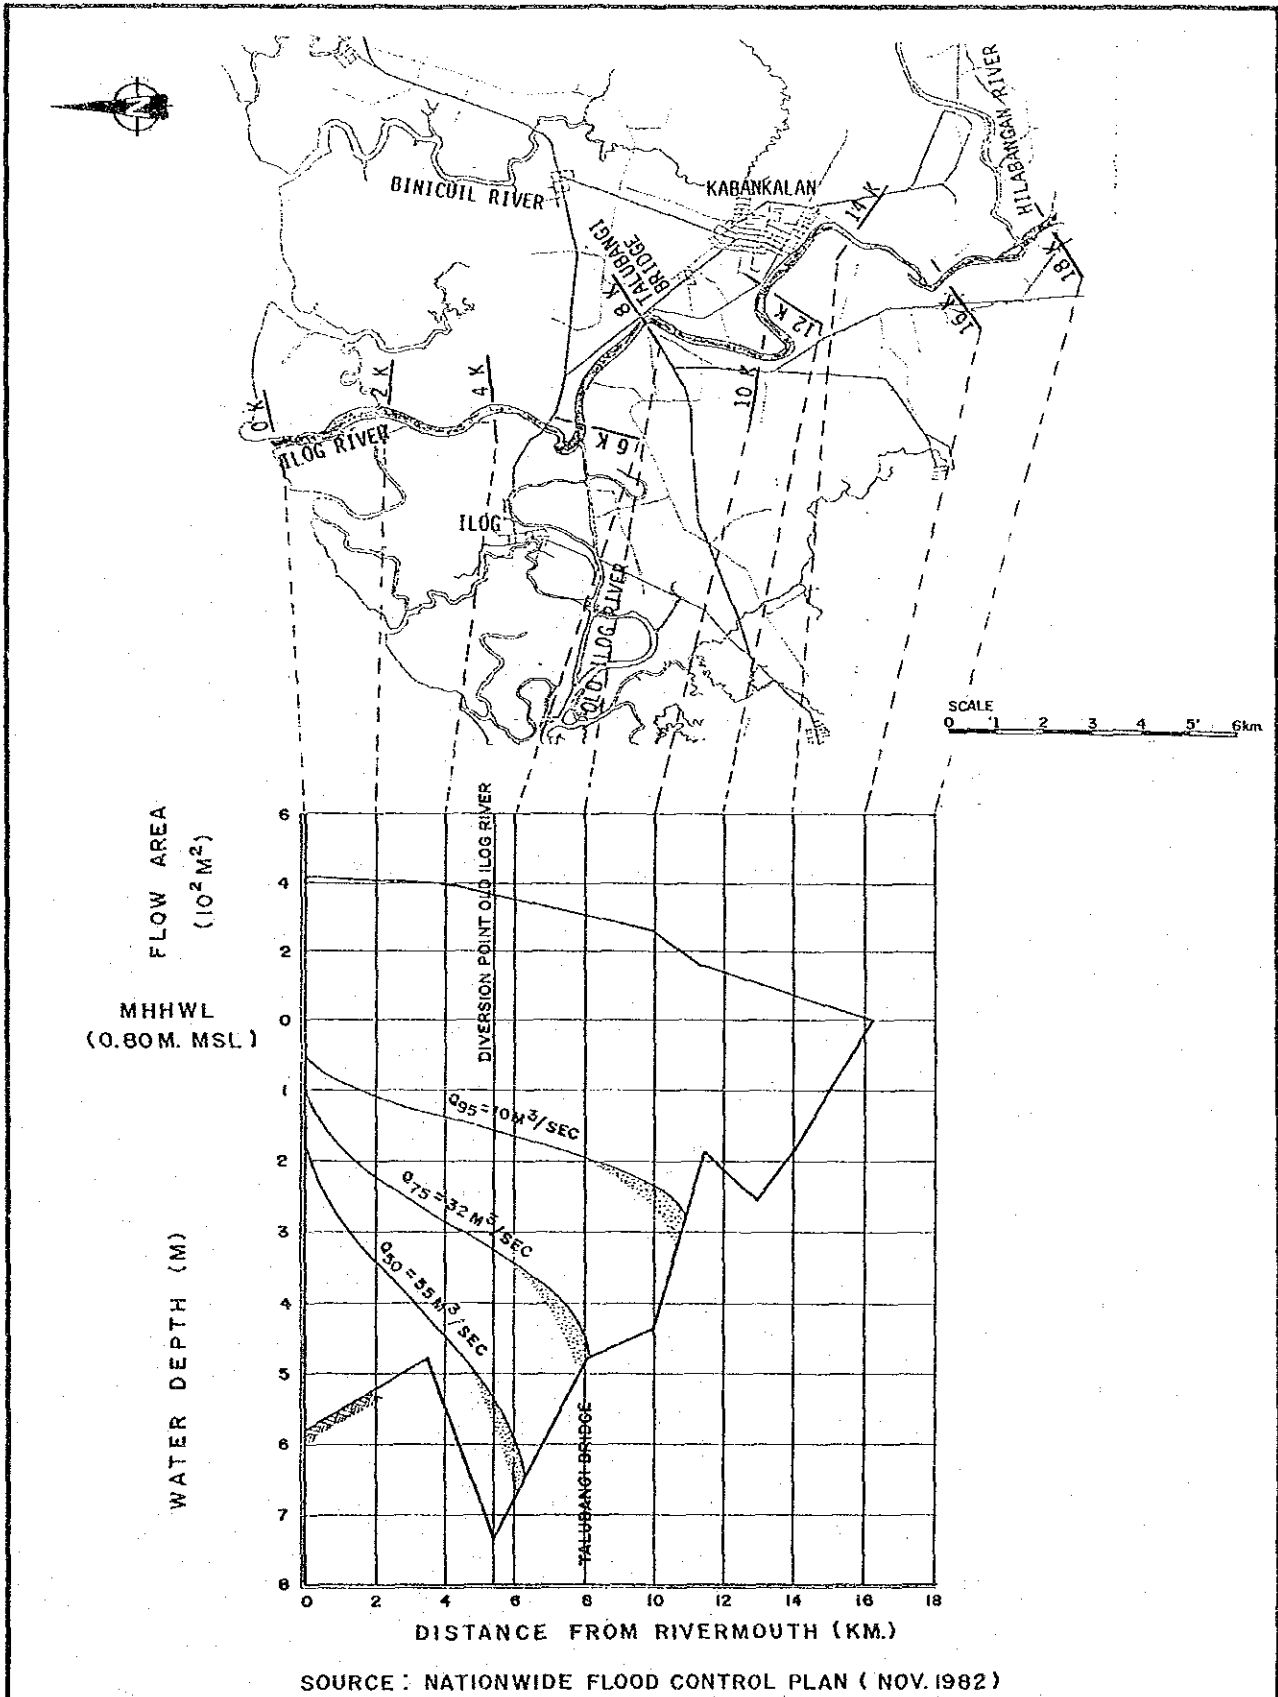 N
HILABANGAN RIVER
BINICUIL RIVER
KABANKALAN
14 K
TALUBANGI
BRIDGE
8 K
18 K
16 K
12 K
0 K
2 K
4 K
10 K
6 K
ILOG RIVER
ILOG
OLD ILOG RIVER
SCALE
0 1 2 3 4 5 6km
FLOW AREA
(10² M²)
6
4
2
0
MHHWL
(0.80M. MSL)
DIVERSION POINT OLD ILOG RIVER
Q95 = 10 M³/SEC
Q75 = 32 M³/SEC
Q50 = 55 M³/SEC
WATER DEPTH (M)
1
2
3
4
5
6
7
8
TALUBANGI BRIDGE
0 2 4 6 8 10 12 14 16 18
DISTANCE FROM RIVERMOUTH (KM.)
SOURCE : NATIONWIDE FLOOD CONTROL PLAN ( NOV. 1982 )